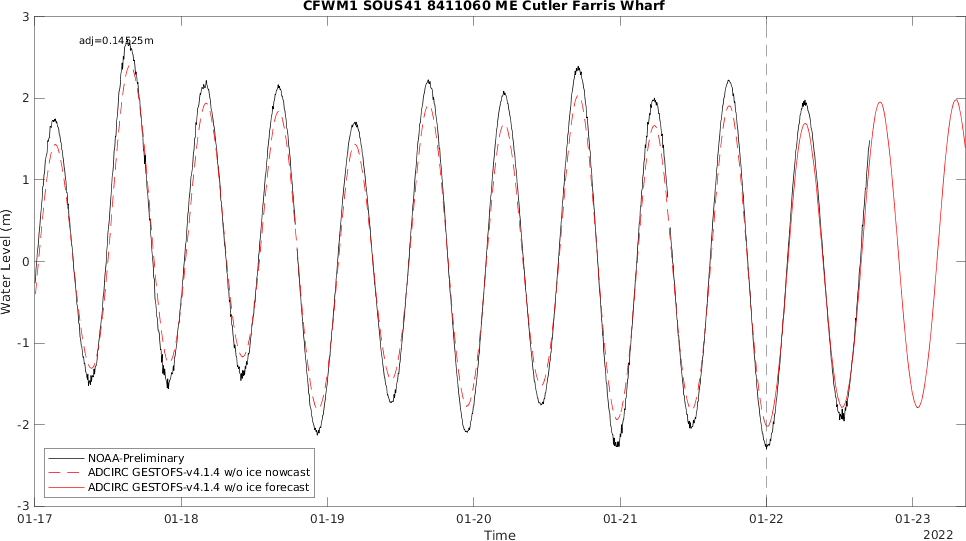 CFWM1 SOUS41 8411060 ME Cutler Farris Wharf
adj=0.14525m
3
2
1
0
-1
-2
-3
Water Level (m)
NOAA-Preliminary
ADCIRC GESTOFS-v4.1.4 w/o ice nowcast
ADCIRC GESTOFS-v4.1.4 w/o ice forecast
01-17 01-18 01-19 01-20 01-21 01-22 01-23
Time 2022